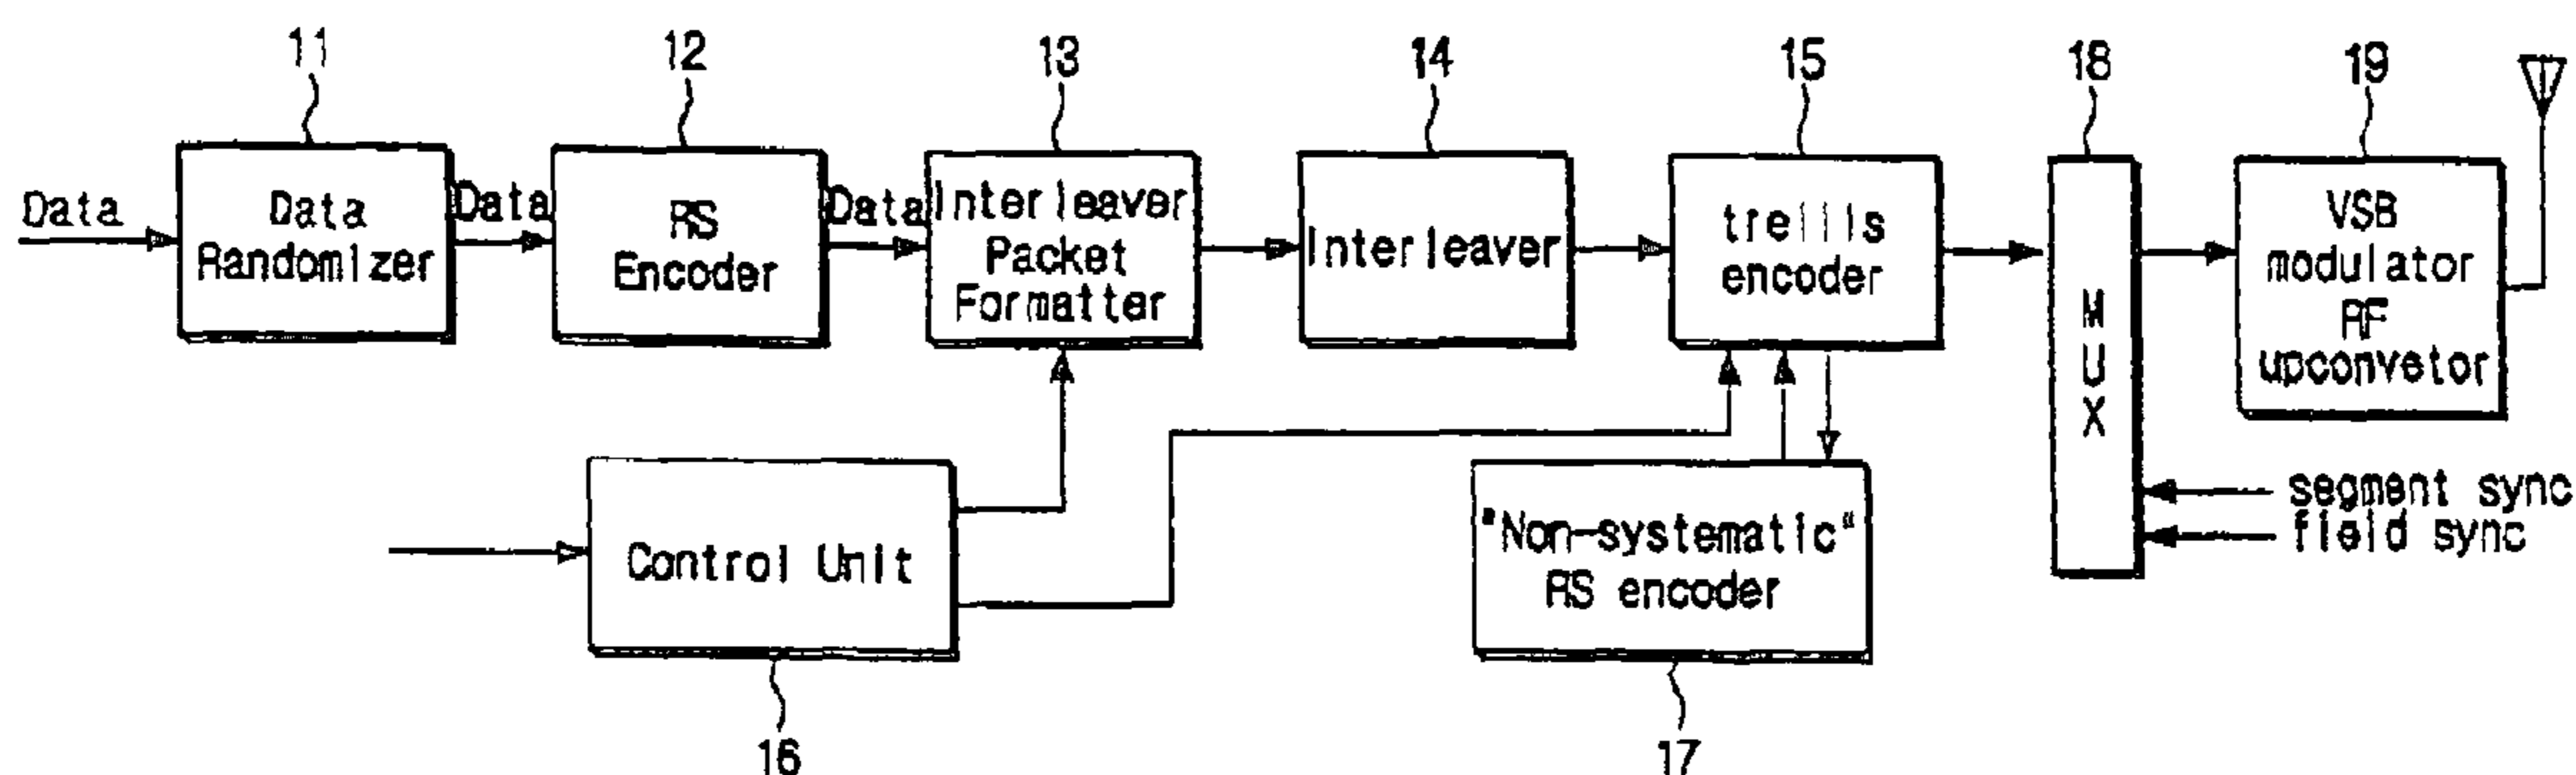 11
12
13
14
15
18
19
Data
Data
Randomizer
Data
RS
Encoder
Data
Interleaver
Packet
Formatter
Interleaver
trellis
encoder
M
U
X
VSB
modulator
RF
upconvetor
segment sync
field sync
Control Unit
"Non-systematic"
RS encoder
16
17